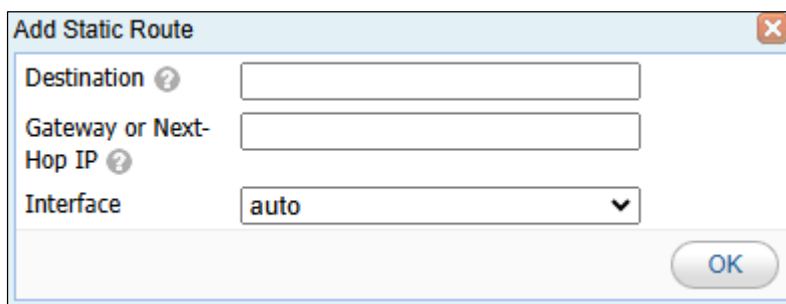 Add Static Route
Destination
Gateway or Next-
Hop IP
Interface
auto
OK